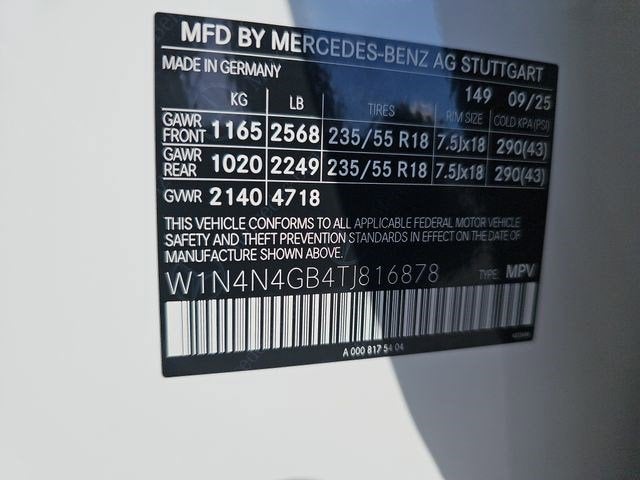 MFD BY MERCEDES-BENZ AG STUTTGART
MADE IN GERMANY
149 09/25
KG LB TIRES RIM SIZE COLD KPA(PSI)
GAWR FRONT 1165 2568 235/55 R18 7.5Jx18 290(43)
GAWR REAR 1020 2249 235/55 R18 7.5Jx18 290(43)
GVWR 2140 4718
THIS VEHICLE CONFORMS TO ALL APPLICABLE FEDERAL MOTOR VEHICLE
SAFETY AND THEFT PREVENTION STANDARDS IN EFFECT ON THE DATE OF
MANUFACTURE SHOWN ABOVE.
W1N4N4GB4TJ816878 TYPE: MPV
A 000 817 54 04